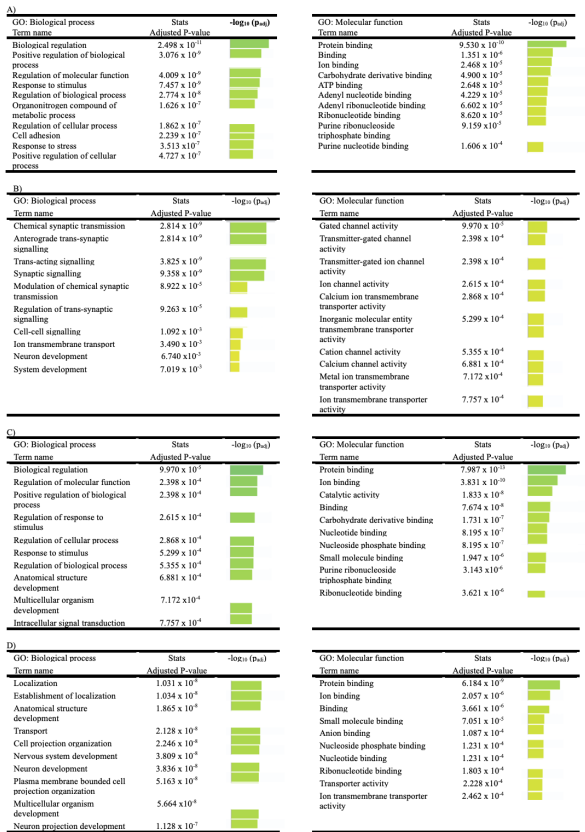 A)
GO: Biological process Stats -log10 (padj)
Term name Adjusted P-value
Biological regulation 2.498 x 10-11
Positive regulation of biological 3.076 x 10-9
process
Regulation of molecular function 4.009 x 10-9
Response to stimulus 7.457 x 10-9
Regulation of biological process 2.774 x 10-8
Organonitrogen compound of 1.626 x 10-7
metabolic process
Regulation of cellular process 1.862 x 10-7
Cell adhesion 2.239 x 10-7
Response to stress 3.513 x10-7
Positive regulation of cellular 4.727 x 10-7
process
GO: Molecular function Stats -log10 (padj)
Term name Adjusted P-value
Protein binding 9.530 x 10-10
Binding 1.351 x 10-6
Ion binding 2.468 x 10-5
Carbohydrate derivative binding 4.900 x 10-5
ATP binding 2.648 x 10-5
Adenyl nucleotide binding 4.229 x 10-5
Adenyl ribonucleotide binding 6.602 x 10-5
Ribonucleotide binding 8.620 x 10-5
Purine ribonucleoside 9.159 x10-5
triphosphate binding
Purine nucleotide binding 1.606 x 10-4
B)
GO: Biological process Stats -log10 (padj)
Term name Adjusted P-value
Chemical synaptic transmission 2.814 x 10-9
Anterograde trans-synaptic 2.814 x 10-9
signalling
Trans-acting signalling 3.825 x 10-9
Synaptic signalling 9.358 x 10-9
Modulation of chemical synaptic 8.922 x 10-5
transmission
Regulation of trans-synaptic 9.263 x 10-5
signalling
Cell-cell signalling 1.092 x 10-3
Ion transmembrane transport 3.490 x 10-3
Neuron development 6.740 x10-3
System development 7.019 x 10-3
GO: Molecular function Stats -log10 (padj)
Term name Adjusted P-value
Gated channel activity 9.970 x 10-5
Transmitter-gated channel 2.398 x 10-4
activity
Transmitter-gated ion channel 2.398 x 10-4
activity
Ion channel activity 2.615 x 10-4
Calcium ion transmembrane 2.868 x 10-4
transporter activity
Inorganic molecular entity 5.299 x 10-4
transmembrane transporter
activity
Cation channel activity 5.355 x 10-4
Calcium channel activity 6.881 x 10-4
Metal ion transmembrane 7.172 x10-4
transporter activity
Ion transmembrane transporter 7.757 x 10-4
activity
C)
GO: Biological process Stats -log10 (padj)
Term name Adjusted P-value
Biological regulation 9.970 x 10-5
Regulation of molecular function 2.398 x 10-4
Positive regulation of biological 2.398 x 10-4
process
Regulation of response to 2.615 x 10-4
stimulus
Regulation of cellular process 2.868 x 10-4
Response to stimulus 5.299 x 10-4
Regulation of biological process 5.355 x 10-4
Anatomical structure 6.881 x 10-4
development
Multicellular organism 7.172 x10-4
development
Intracellular signal transduction 7.757 x 10-4
GO: Molecular function Stats -log10 (padj)
Term name Adjusted P-value
Protein binding 7.987 x 10-13
Ion binding 3.831 x 10-10
Catalytic activity 1.833 x 10-8
Binding 7.674 x 10-8
Carbohydrate derivative binding 1.731 x 10-7
Nucleotide binding 8.195 x 10-7
Nucleoside phosphate binding 8.195 x 10-7
Small molecule binding 1.947 x 10-6
Purine ribonucleoside 3.143 x10-6
triphosphate binding
Ribonucleotide binding 3.621 x 10-6
D)
GO: Biological process Stats -log10 (padj)
Term name Adjusted P-value
Localization 1.031 x 10-8
Establishment of localization 1.034 x 10-8
Anatomical structure 1.865 x 10-8
development
Transport 2.128 x 10-8
Cell projection organization 2.246 x 10-8
Nervous system development 3.809 x 10-8
Neuron development 3.836 x 10-8
Plasma membrane bounded cell 5.163 x 10-8
projection organization
Multicellular organism 5.664 x10-8
development
Neuron projection development 1.128 x 10-7
GO: Molecular function Stats -log10 (padj)
Term name Adjusted P-value
Protein binding 6.184 x 10-9
Ion binding 2.057 x 10-6
Binding 3.661 x 10-6
Small molecule binding 7.051 x 10-5
Anion binding 1.087 x 10-4
Nucleoside phosphate binding 1.231 x 10-4
Nucleotide binding 1.231 x 10-4
Ribonucleotide binding 1.803 x 10-4
Transporter activity 2.228 x10-4
Ion transmembrane transporter 2.462 x 10-4
activity